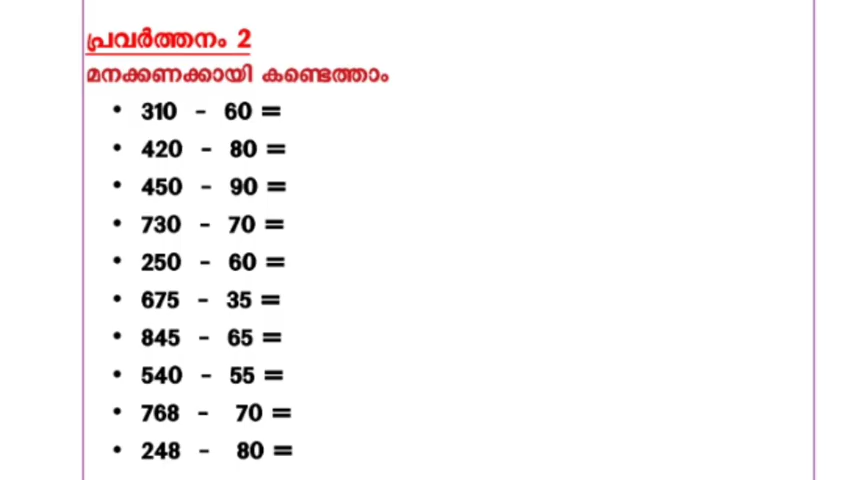 പ്രവർത്തനം 2
മനക്കണക്കായി കണ്ടെത്താം
• 310 - 60 =
• 420 - 80 =
• 450 - 90 =
• 730 - 70 =
• 250 - 60 =
• 675 - 35 =
• 845 - 65 =
• 540 - 55 =
• 768 - 70 =
• 248 - 80 =